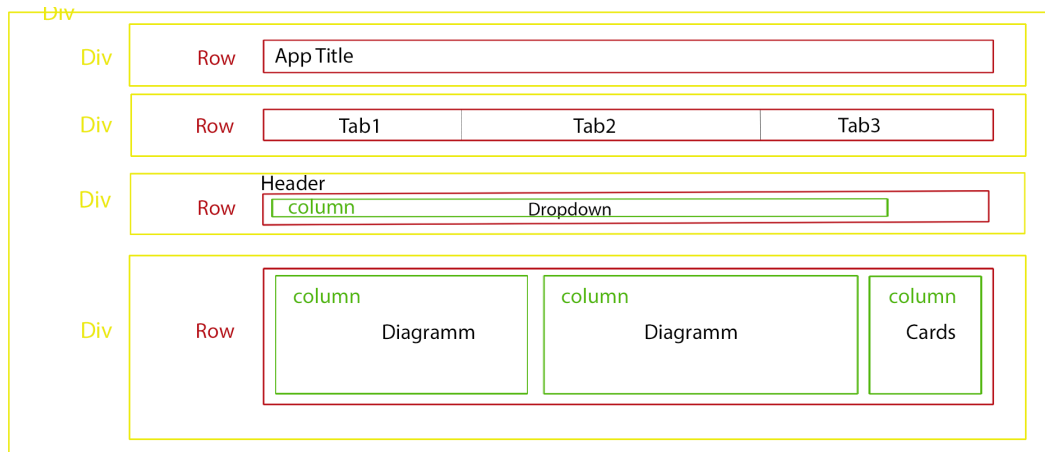 Div
Div Row App Title
Div Row Tab1 Tab2 Tab3
Header
Div Row column Dropdown
column column column
Div Row Diagramm Diagramm Cards